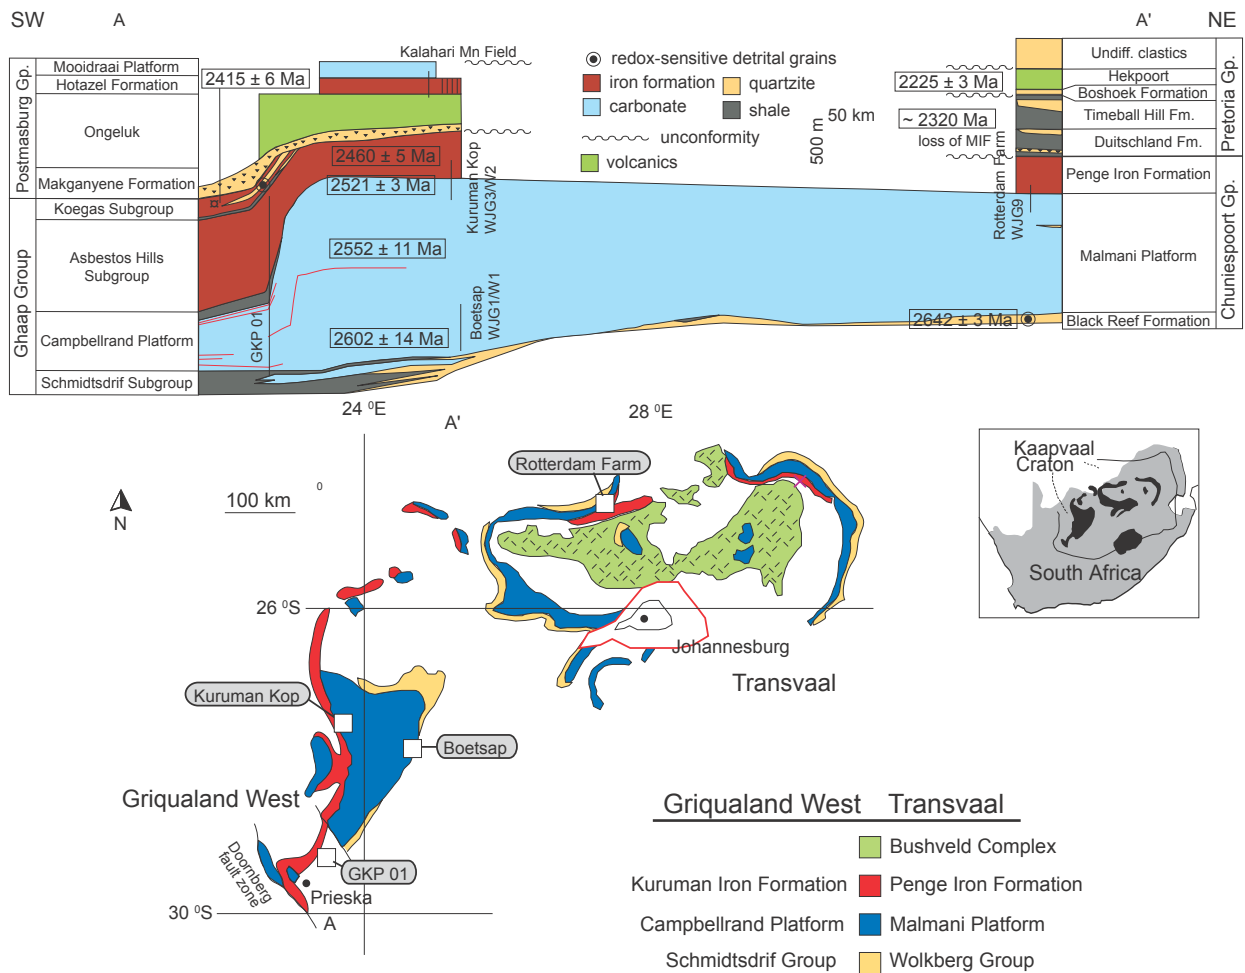 SW
A
A'
NE
Postmasburg Gp.
Ghaap Group
Mooidraai Platform
Hotazel Formation
Ongeluk
Makganyene Formation
Koegas Subgroup
Asbestos Hills
Subgroup
Campbellrand Platform
Schmidtsdrif Subgroup
2415 ± 6 Ma
Kalahari Mn Field
2460 ± 5 Ma
2521 ± 3 Ma
2552 ± 11 Ma
2602 ± 14 Ma
GKP 01
Kuruman Kop
WJG3/W2
Boetsap
WJG1/W1
redox-sensitive detrital grains
iron formation
quartzite
carbonate
shale
unconformity
volcanics
500 m
50 km
2225 ± 3 Ma
~ 2320 Ma
loss of MIF
Rotterdam Farm
WJG9
2642 ± 3 Ma
Undiff. clastics
Hekpoort
Boshoek Formation
Timeball Hill Fm.
Duitschland Fm.
Penge Iron Formation
Malmani Platform
Black Reef Formation
Pretoria Gp.
Chuniespoort Gp.
24 ⁰E
28 ⁰E
A'
Rotterdam Farm
100 km
0
N
26 ⁰S
Johannesburg
Transvaal
Kuruman Kop
Boetsap
Griqualand West
Doornberg
fault zone
GKP 01
Prieska
30 ⁰S
A
Kaapvaal
Craton
South Africa
Griqualand West Transvaal
Bushveld Complex
Kuruman Iron Formation Penge Iron Formation
Campbellrand Platform Malmani Platform
Schmidtsdrif Group Wolkberg Group